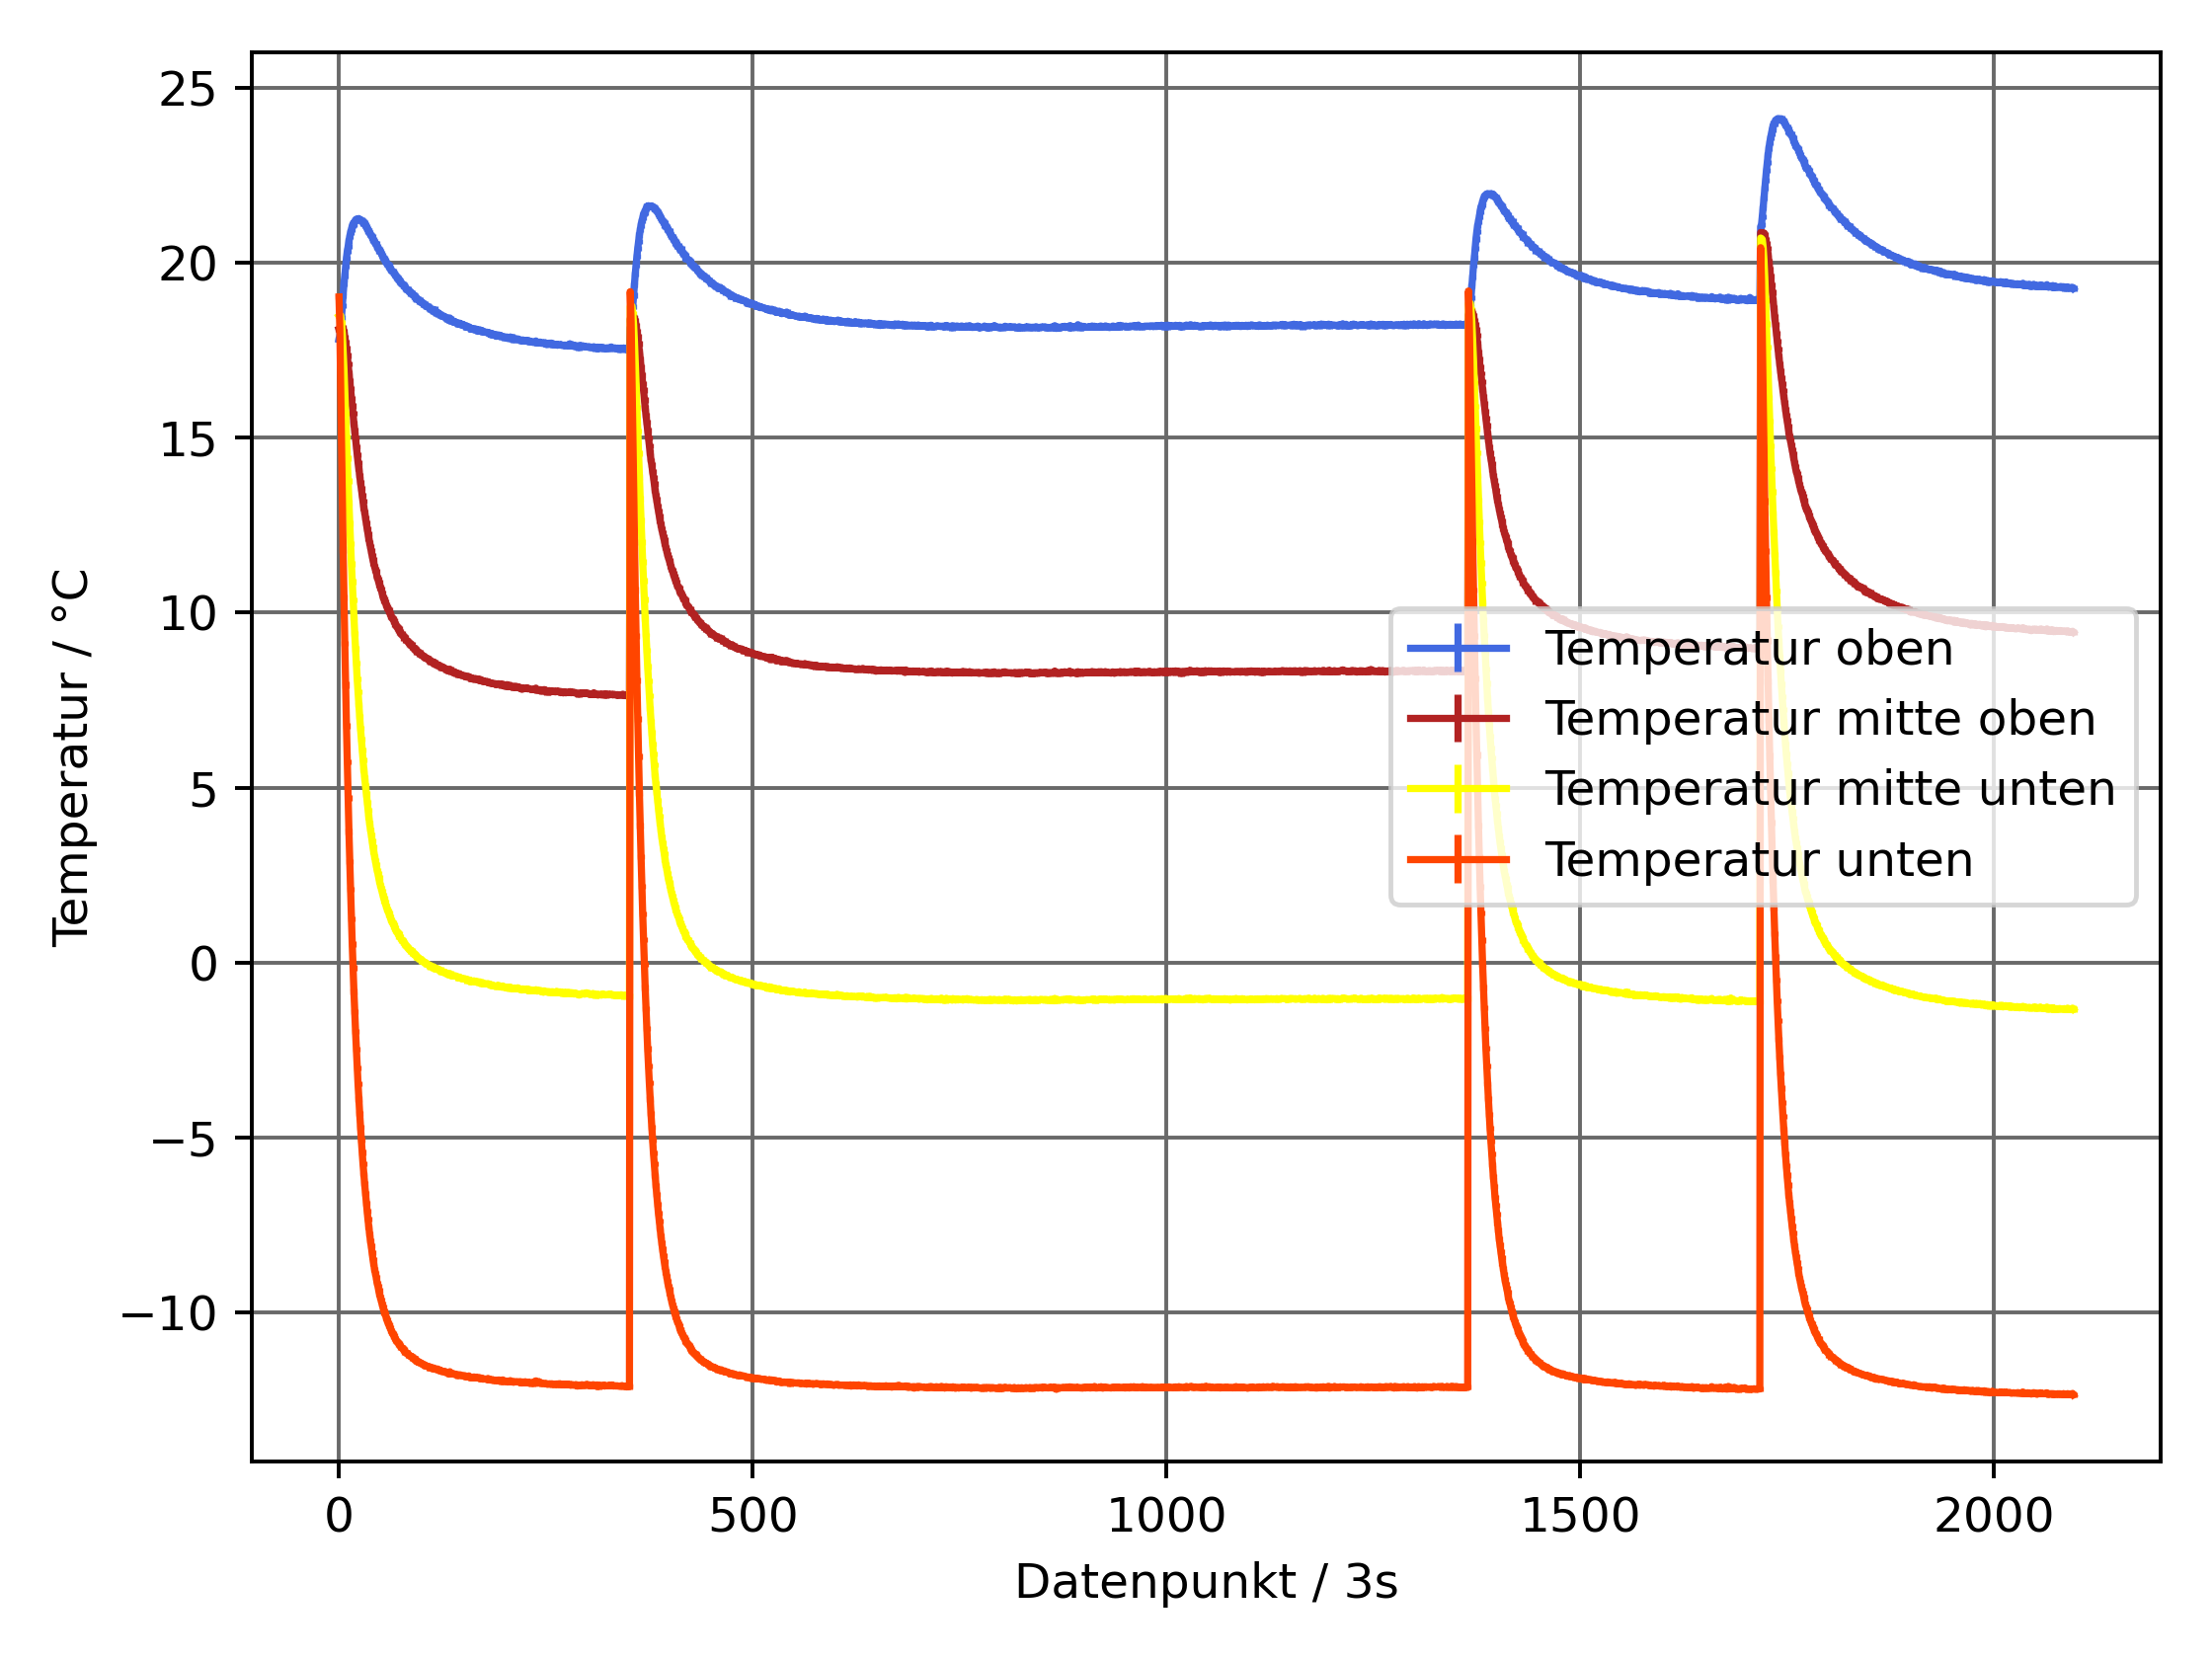 25
20
15
10
5
0
−5
−10
Temperatur / °C
Temperatur oben
Temperatur mitte oben
Temperatur mitte unten
Temperatur unten
0 500 1000 1500 2000
Datenpunkt / 3s